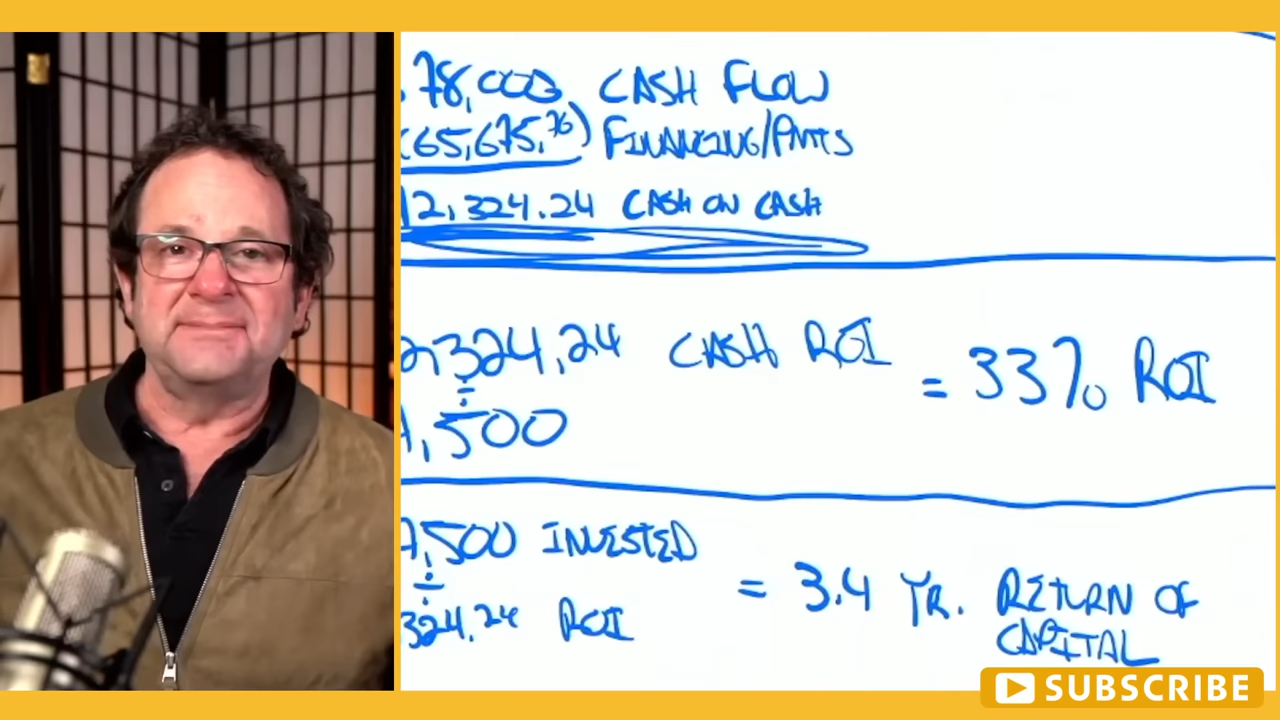 78,000 CASH FLOW
(65,675.76) FINANCING/PMTS
12,324.24 CASH ON CASH
2,324.24 CASH ROI
÷
,500
= 33% ROI
,500 INVESTED
÷
324.24 ROI
= 3.4 YR. RETURN OF
CAPITAL
SUBSCRIBE